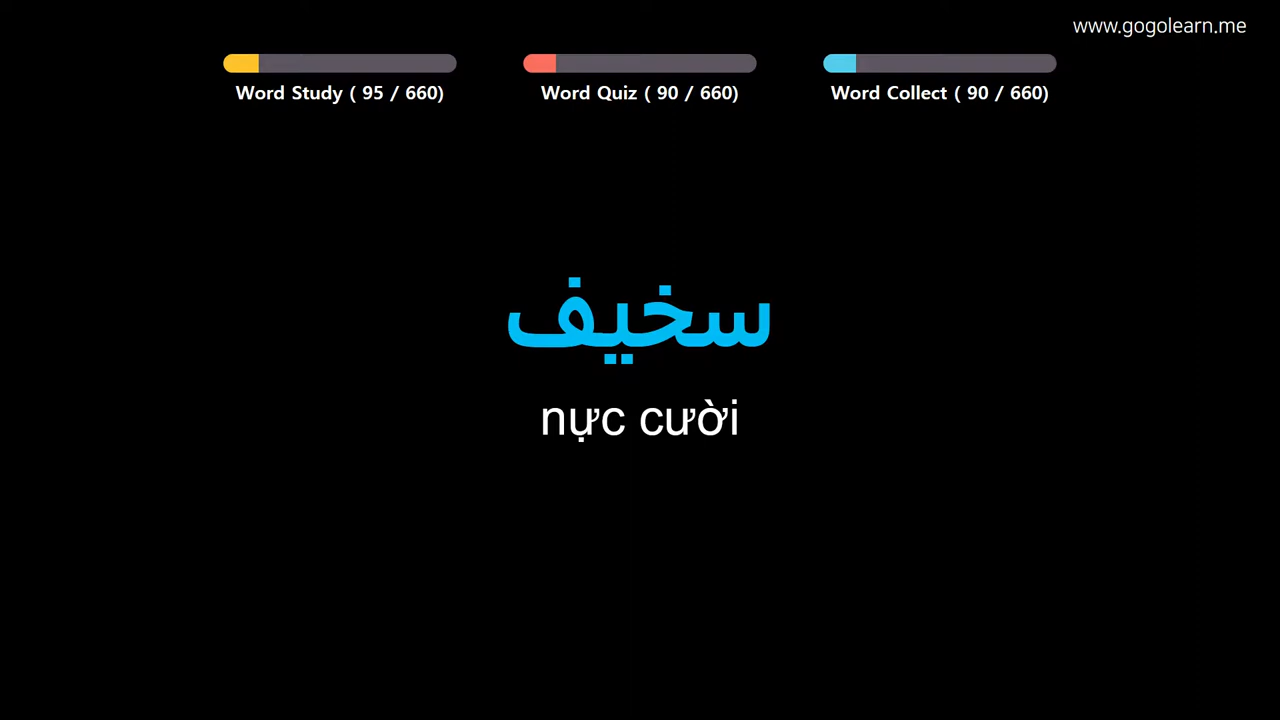 www.gogolearn.me
Word Study ( 95 / 660)
Word Quiz ( 90 / 660)
Word Collect ( 90 / 660)
سخيف
nực cười